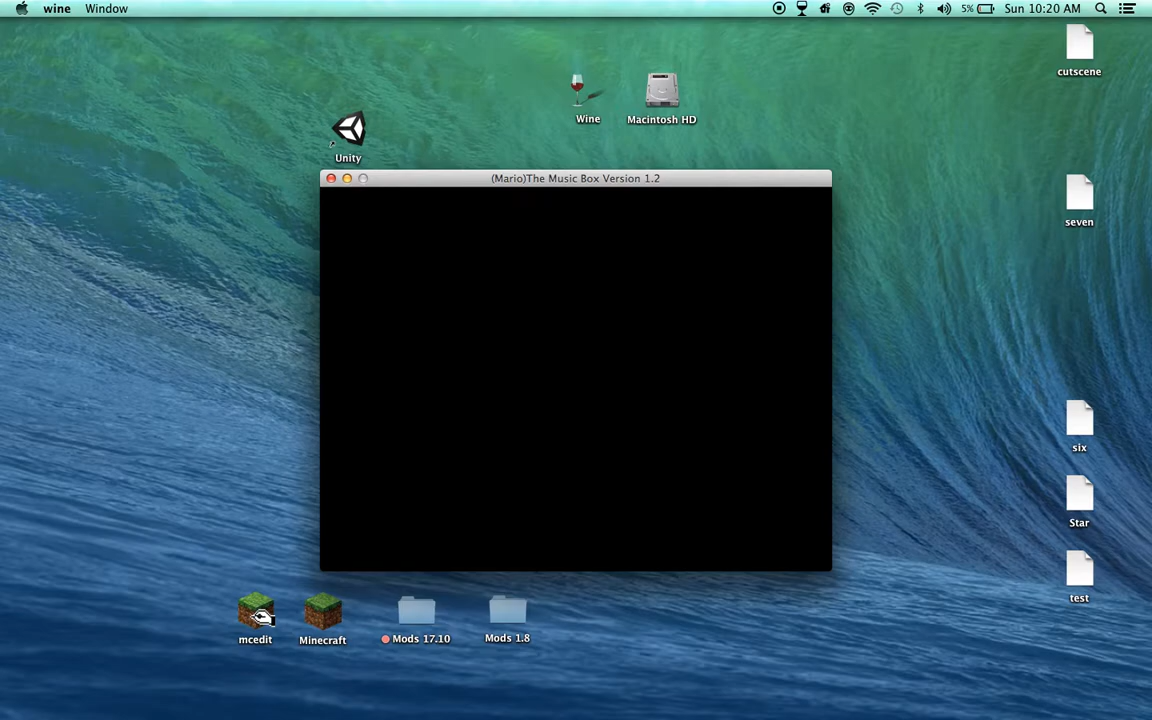 wine Window 5% Sun 10:20 AM
cutscene
Wine
Macintosh HD
Unity
(Mario)The Music Box Version 1.2
seven
six
Star
test
mcedit
Minecraft
Mods 17.10
Mods 1.8